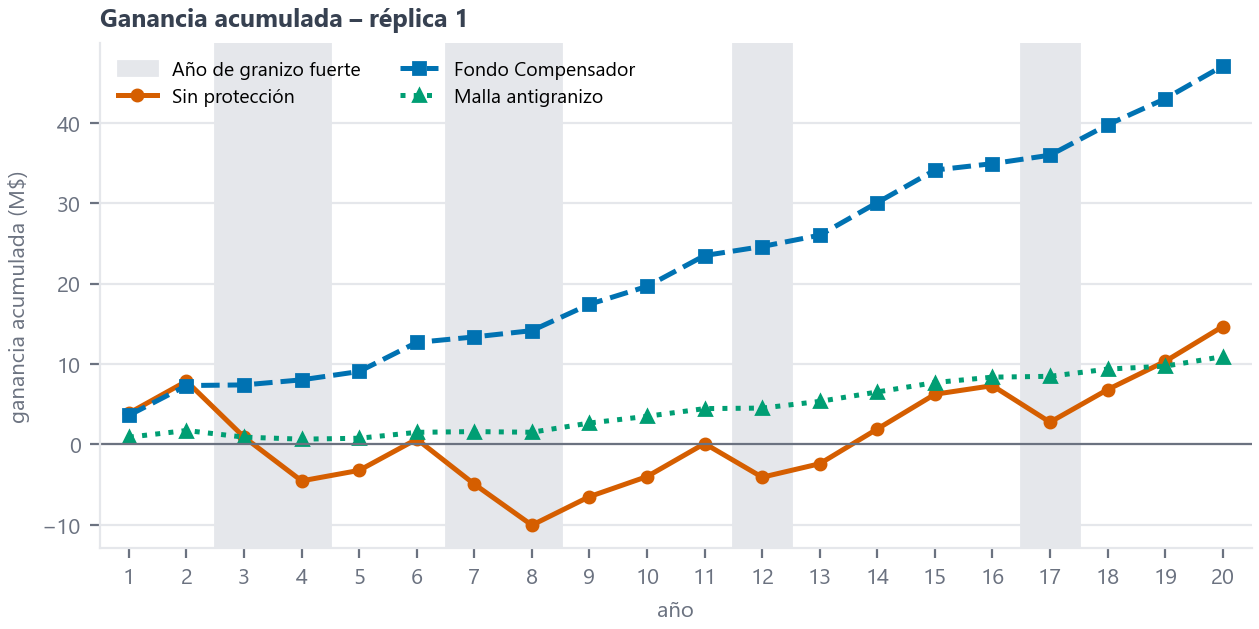 Ganancia acumulada – réplica 1
Año de granizo fuerte
Sin protección
Fondo Compensador
Malla antigranizo
ganancia acumulada (M$)
40
30
20
10
0
−10
1 2 3 4 5 6 7 8 9 10 11 12 13 14 15 16 17 18 19 20
año